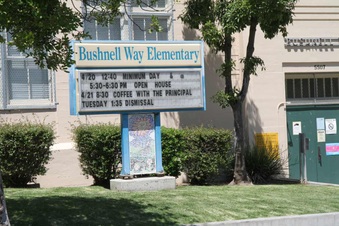 Bushnell Way Elementary
4/20 12:40 MINIMUM DAY &
5:30-6:30 PM OPEN HOUSE
4/21 8:30 COFFEE WITH THE PRINCIPAL
TUESDAY 1:35 DISMISSAL